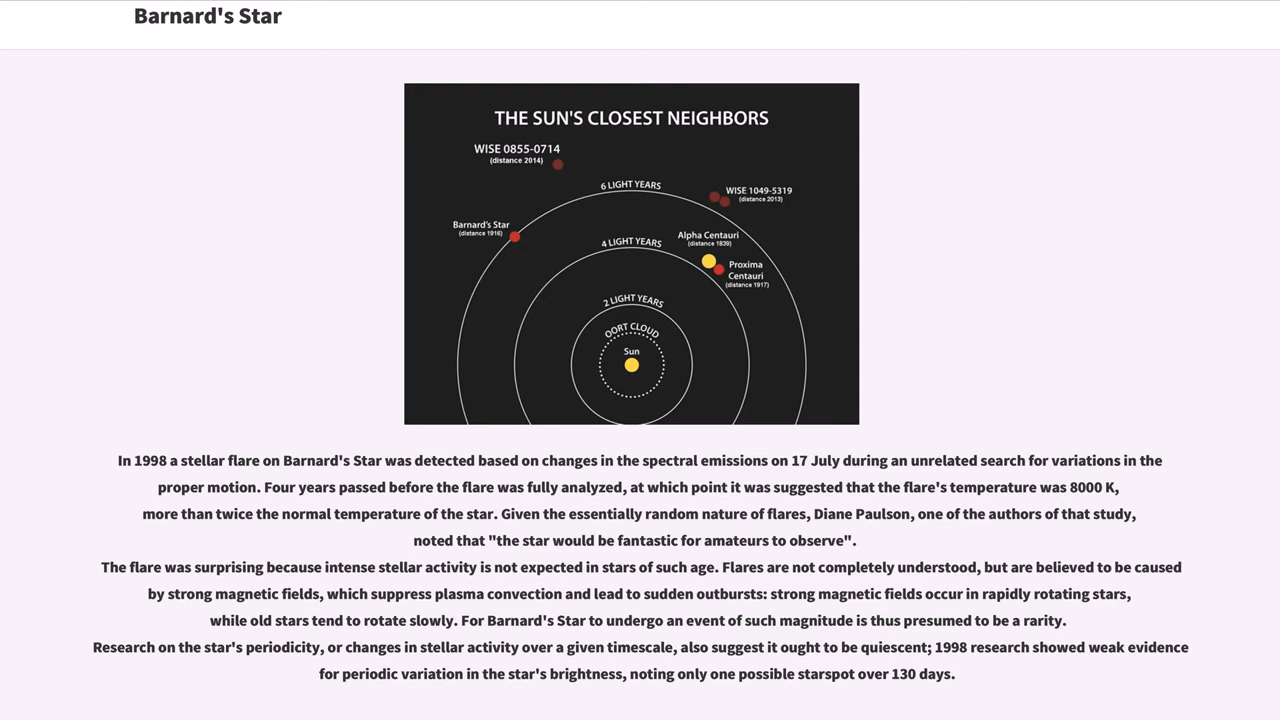 Barnard's Star
THE SUN'S CLOSEST NEIGHBORS
WISE 0855-0714
(distance 2014)
6 LIGHT YEARS
WISE 1049-5319
(distance 2013)
Barnard's Star
(distance 1916)
Alpha Centauri
(distance 1839)
4 LIGHT YEARS
Proxima
Centauri
(distance 1917)
2 LIGHT YEARS
OORT CLOUD
Sun
In 1998 a stellar flare on Barnard's Star was detected based on changes in the spectral emissions on 17 July during an unrelated search for variations in the
proper motion. Four years passed before the flare was fully analyzed, at which point it was suggested that the flare's temperature was 8000 K,
more than twice the normal temperature of the star. Given the essentially random nature of flares, Diane Paulson, one of the authors of that study,
noted that "the star would be fantastic for amateurs to observe".
The flare was surprising because intense stellar activity is not expected in stars of such age. Flares are not completely understood, but are believed to be caused
by strong magnetic fields, which suppress plasma convection and lead to sudden outbursts: strong magnetic fields occur in rapidly rotating stars,
while old stars tend to rotate slowly. For Barnard's Star to undergo an event of such magnitude is thus presumed to be a rarity.
Research on the star's periodicity, or changes in stellar activity over a given timescale, also suggest it ought to be quiescent; 1998 research showed weak evidence
for periodic variation in the star's brightness, noting only one possible starspot over 130 days.